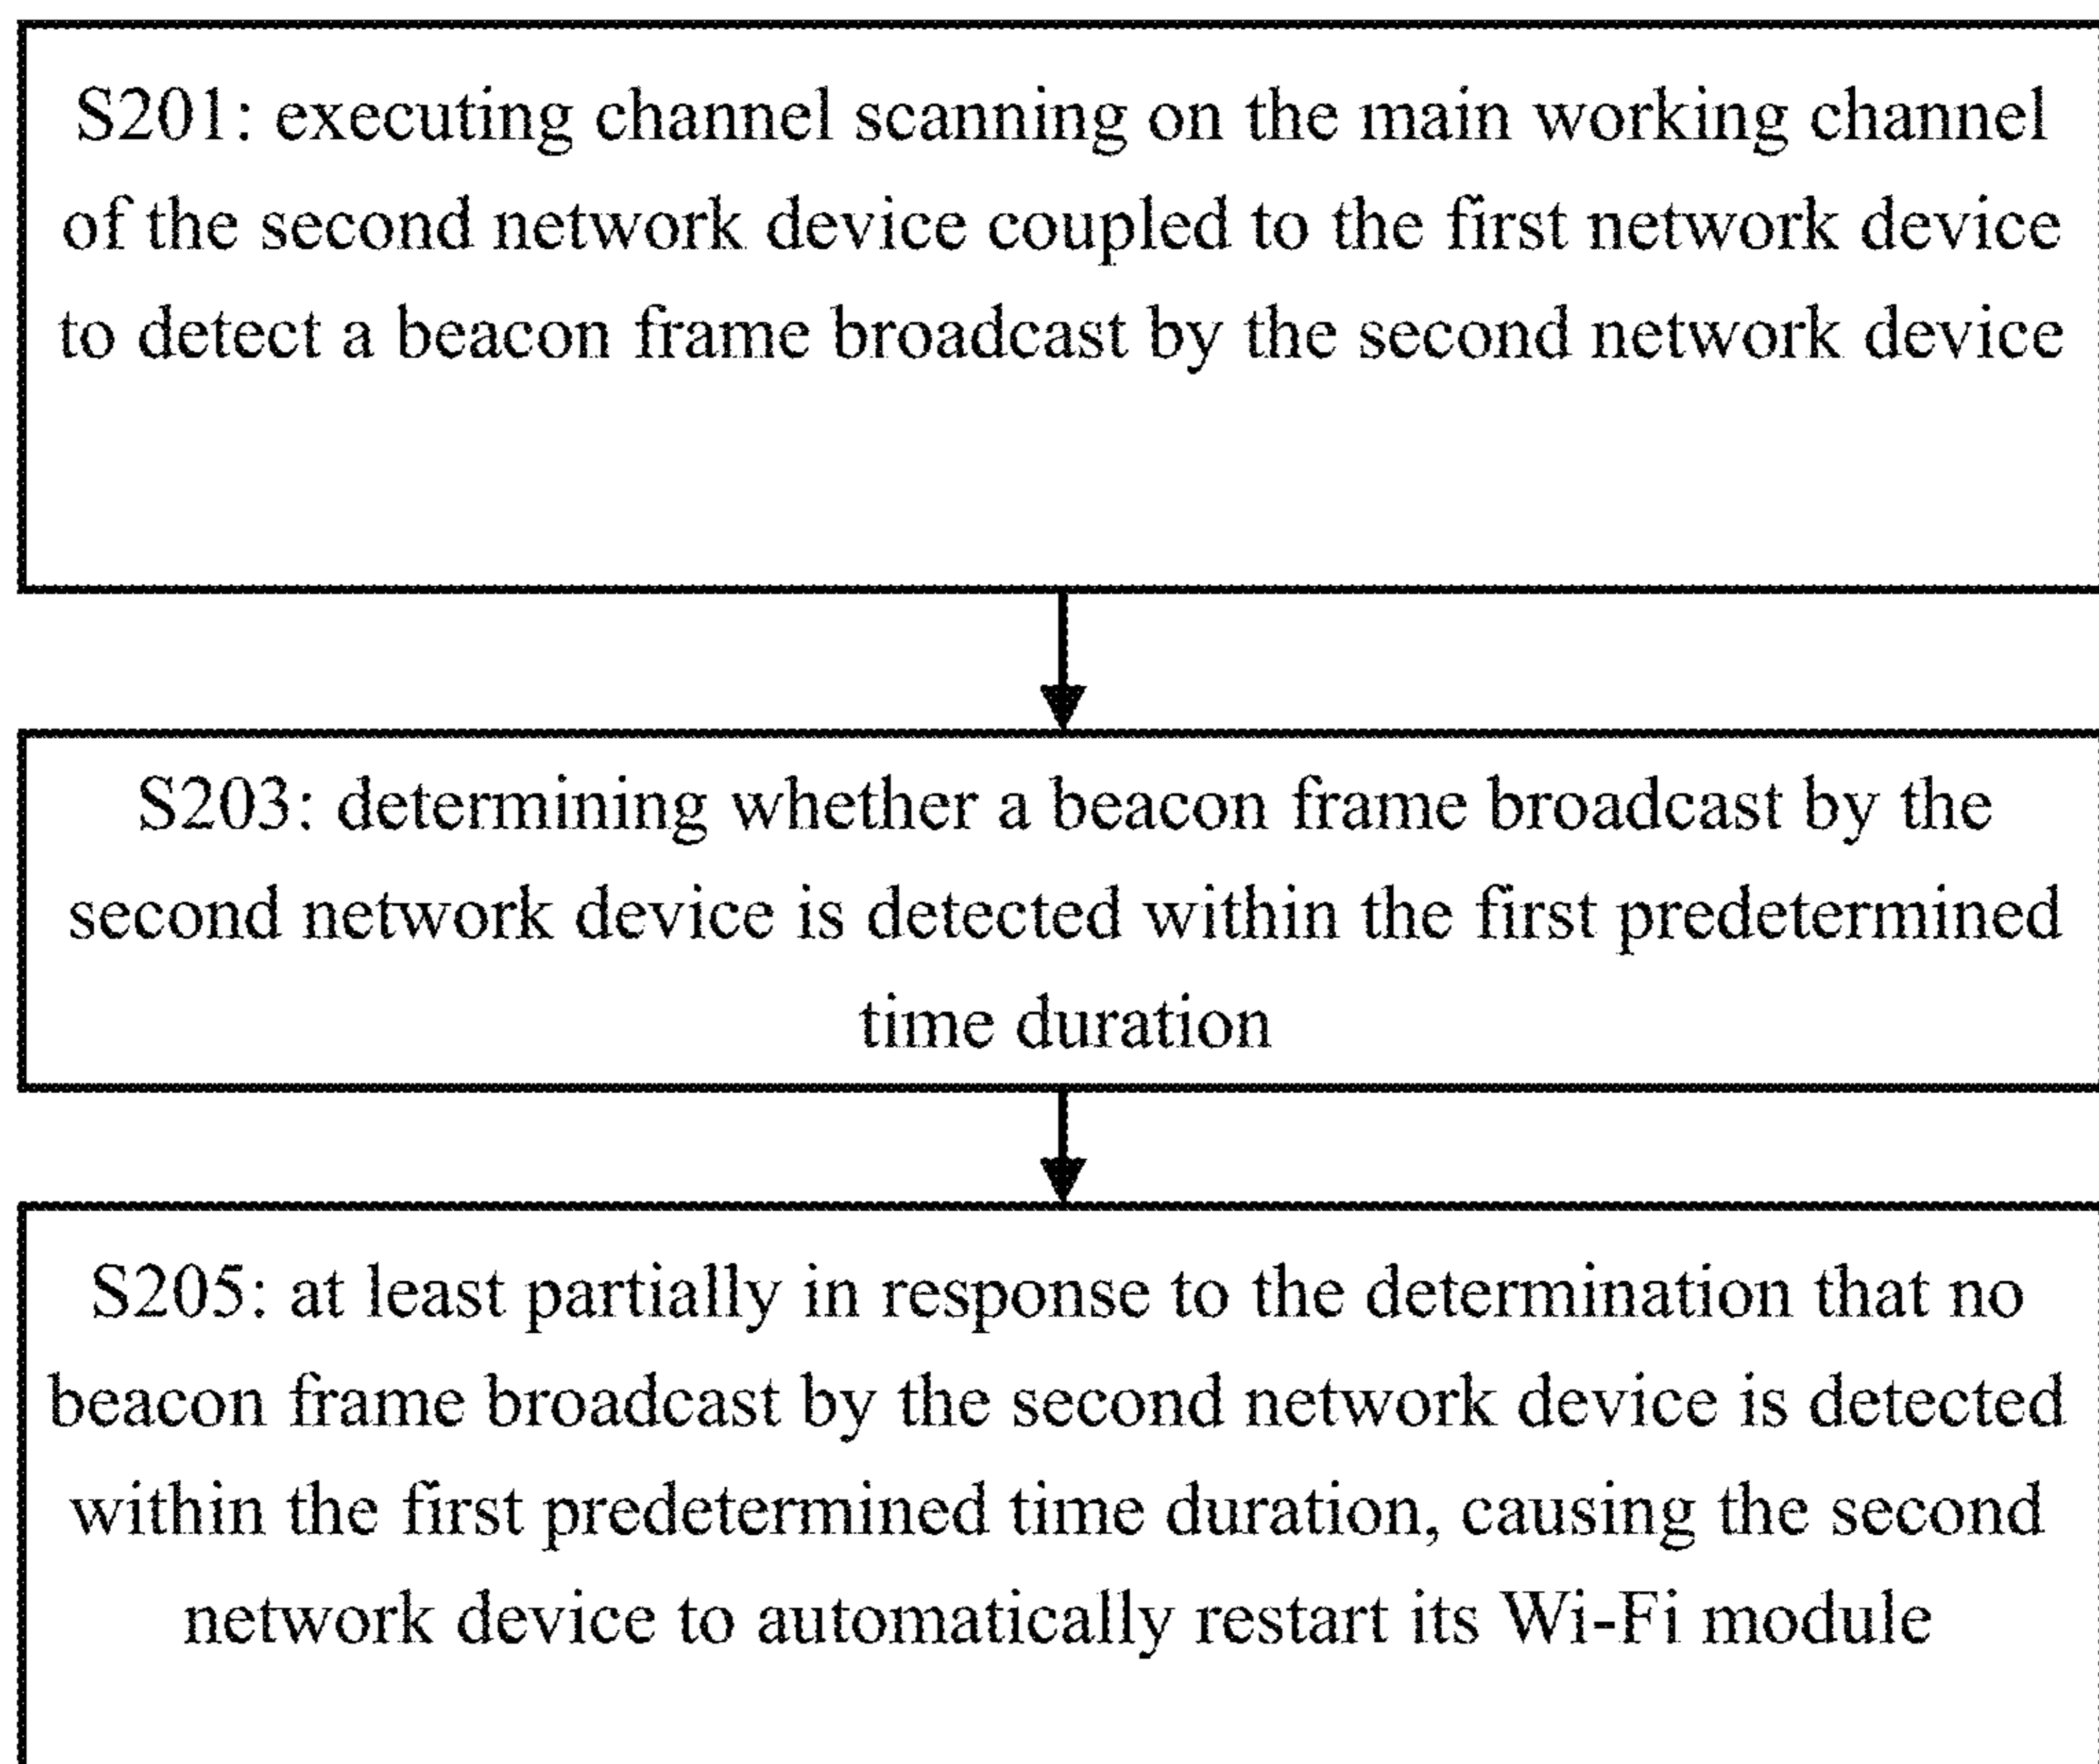 S201: executing channel scanning on the main working channel
of the second network device coupled to the first network device
to detect a beacon frame broadcast by the second network device
S203: determining whether a beacon frame broadcast by the
second network device is detected within the first predetermined
time duration
S205: at least partially in response to the determination that no
beacon frame broadcast by the second network device is detected
within the first predetermined time duration, causing the second
network device to automatically restart its Wi-Fi module